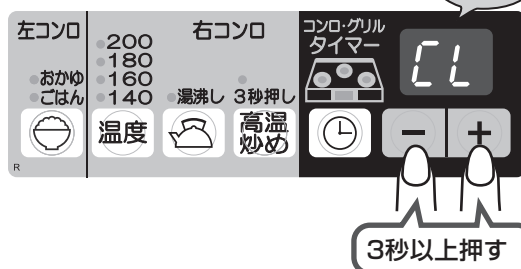 左コンロ
おかゆ
ごはん
200
180
160
140
温度
右コンロ
湯沸し
3秒押し
高温
炒め
コンロ・グリル
タイマー
CL
－
＋
R
3秒以上押す